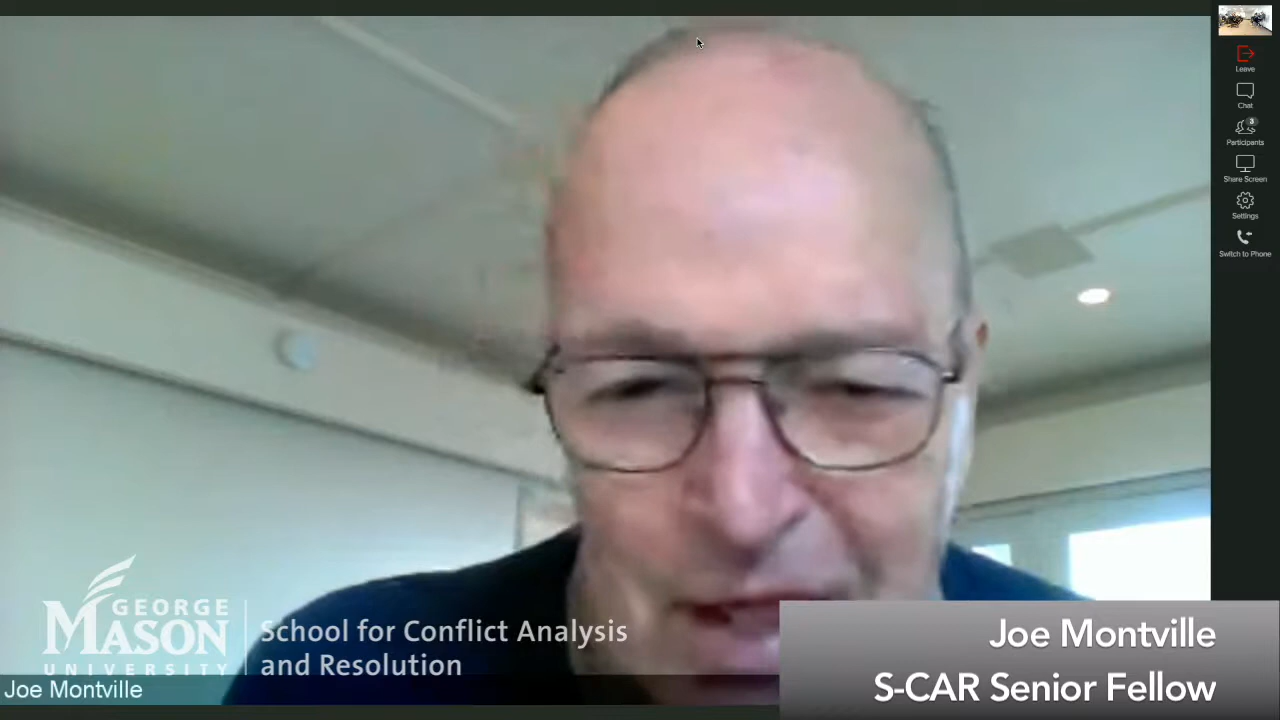 Leave
Chat
3
Participants
Share Screen
Settings
Switch to Phone
GEORGE
MASON
UNIVERSITY
School for Conflict Analysis
and Resolution
Joe Montville
Joe Montville
S-CAR Senior Fellow